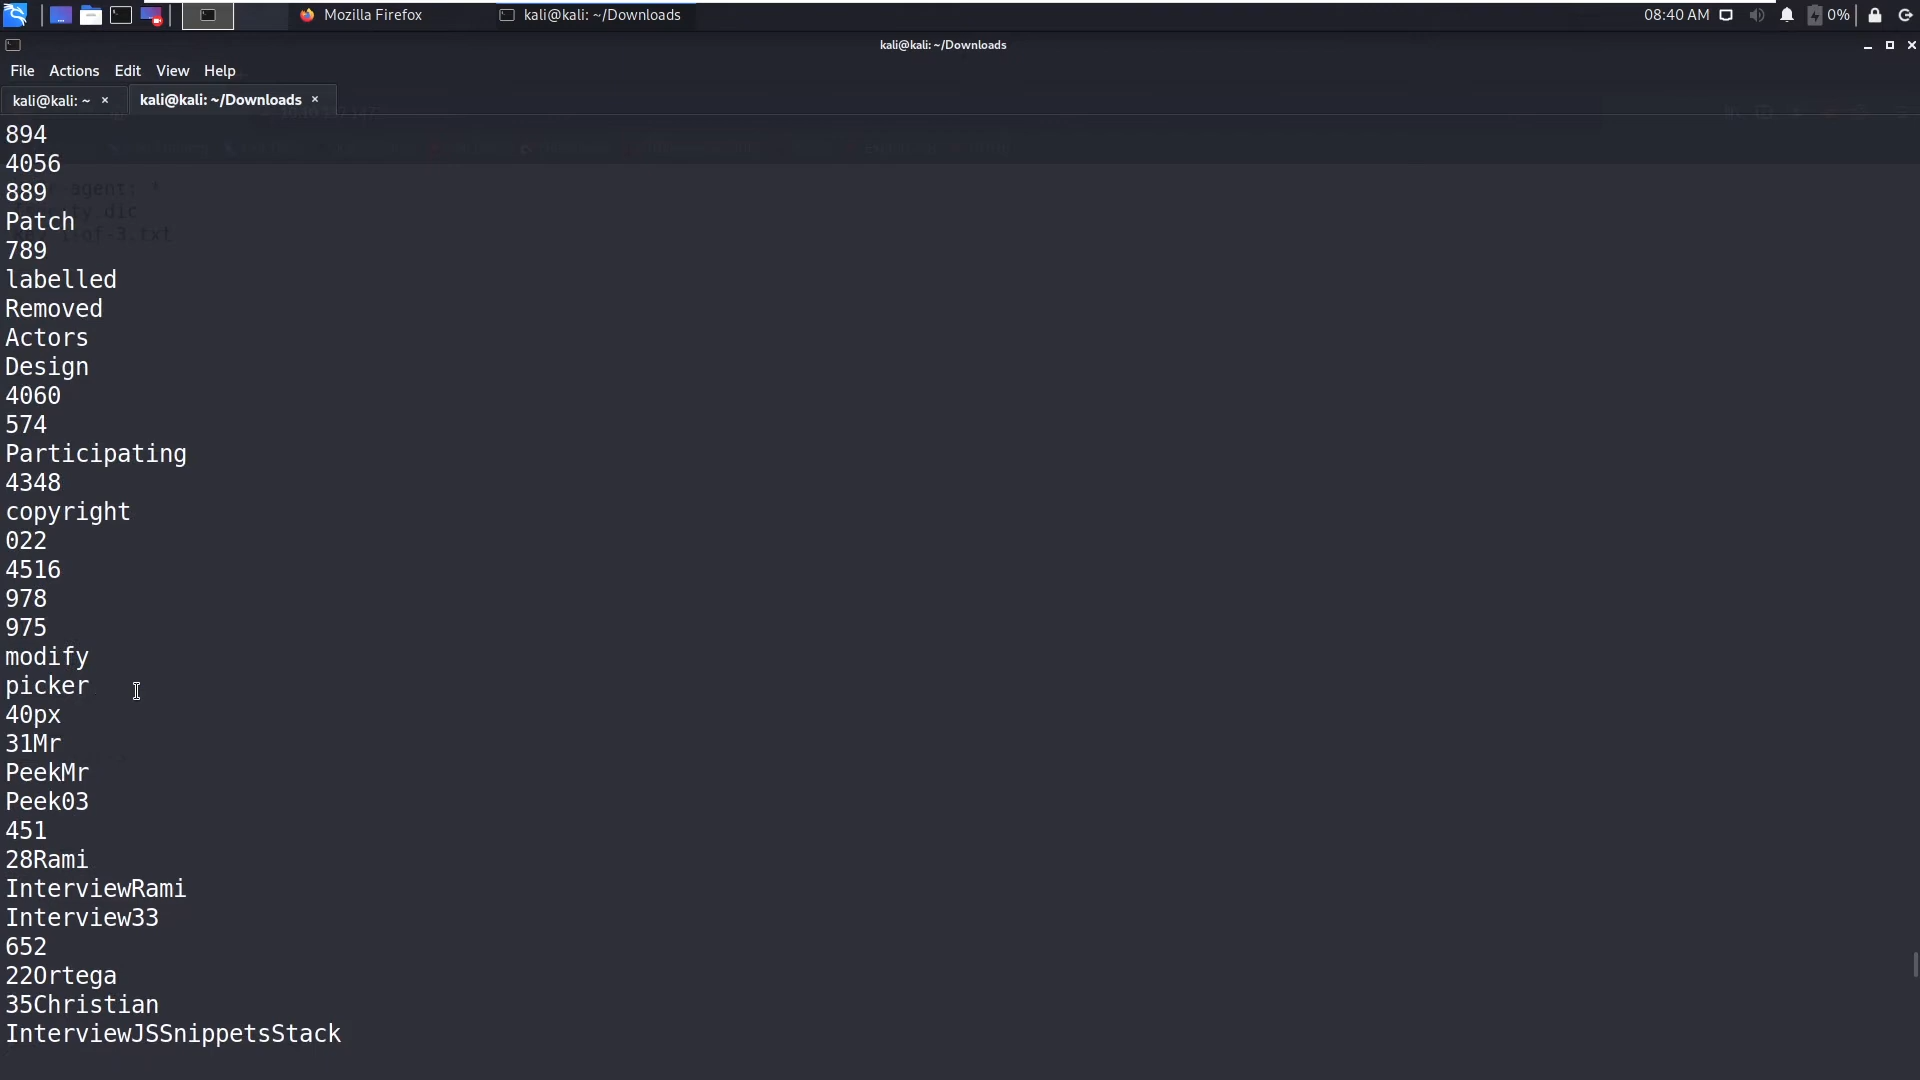 Mozilla Firefox
kali@kali: ~/Downloads
08:40 AM
0%
kali@kali: ~/Downloads
File Actions Edit View Help
kali@kali: ~ ×
kali@kali: ~/Downloads ×
894
4056
889
agent: *
Patch
789
labelled
Removed
Actors
Design
4060
574
Participating
4348
copyright
022
4516
978
975
modify
picker
40px
31Mr
PeekMr
Peek03
451
28Rami
InterviewRami
Interview33
652
22Ortega
35Christian
InterviewJSSnippetsStack